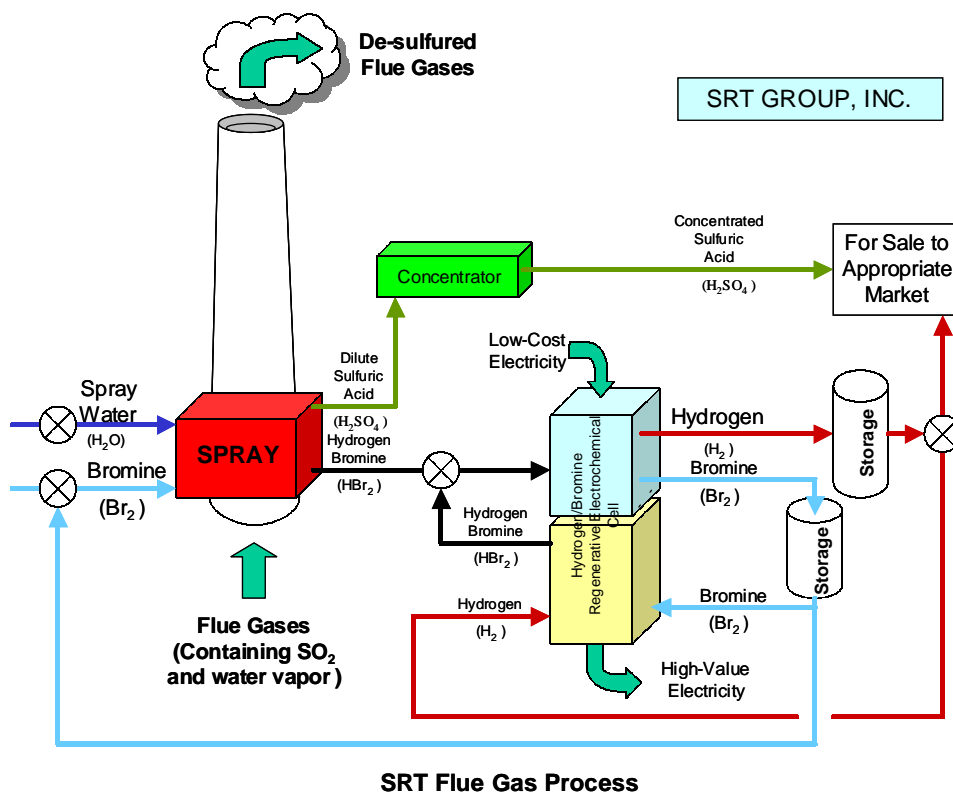 De-sulfured
Flue Gases
SRT GROUP, INC.
Concentrated
Sulfuric
Acid
(H₂SO₄)
For Sale to
Appropriate
Market
Concentrator
Low-Cost
Electricity
Dilute
Sulfuric
Acid
(H₂SO₄)
Spray
Water
(H₂O)
SPRAY
Hydrogen
Bromine
(HBr₂)
Bromine
(Br₂)
Hydrogen
(H₂)
Bromine
(Br₂)
Storage
Storage
Hydrogen/Bromine
Regenerative Electrochemical
Cell
Hydrogen
Bromine
(HBr₂)
Hydrogen
(H₂)
Bromine
(Br₂)
Flue Gases
(Containing SO₂
and water vapor)
High-Value
Electricity
SRT Flue Gas Process